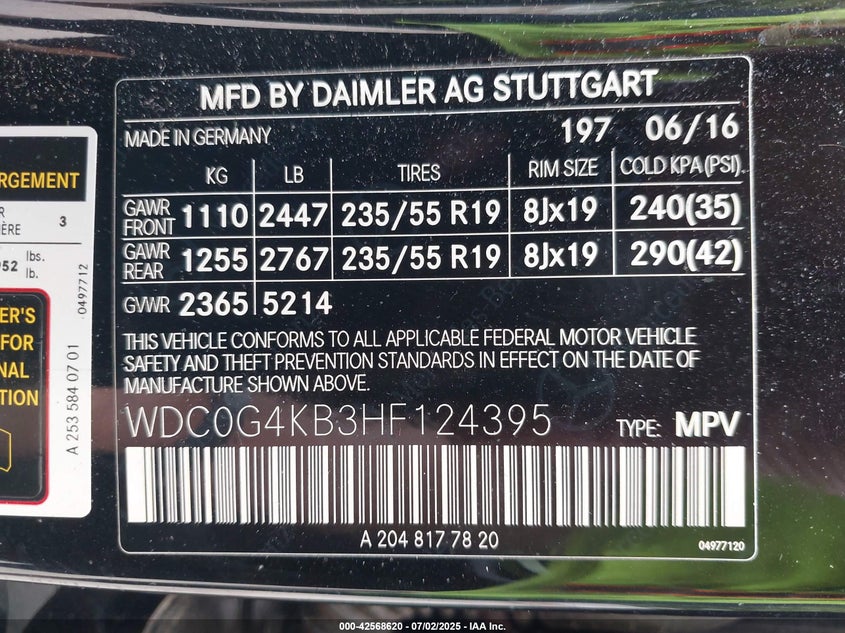 RGEMENT
3
IÈRE
952 lbs.
lb.
0497712
ER'S
FOR
NAL
TION
A 253 584 07 01
MFD BY DAIMLER AG STUTTGART
MADE IN GERMANY 197 06/16
KG LB TIRES RIM SIZE COLD KPA(PSI)
GAWR FRONT 1110 2447 235/55 R19 8Jx19 240(35)
GAWR REAR 1255 2767 235/55 R19 8Jx19 290(42)
GVWR 2365 5214
THIS VEHICLE CONFORMS TO ALL APPLICABLE FEDERAL MOTOR VEHICLE
SAFETY AND THEFT PREVENTION STANDARDS IN EFFECT ON THE DATE OF
MANUFACTURE SHOWN ABOVE.
WDC0G4KB3HF124395 TYPE: MPV
A 204 817 78 20
04977120
000-42568620 - 07/02/2025 - IAA Inc.